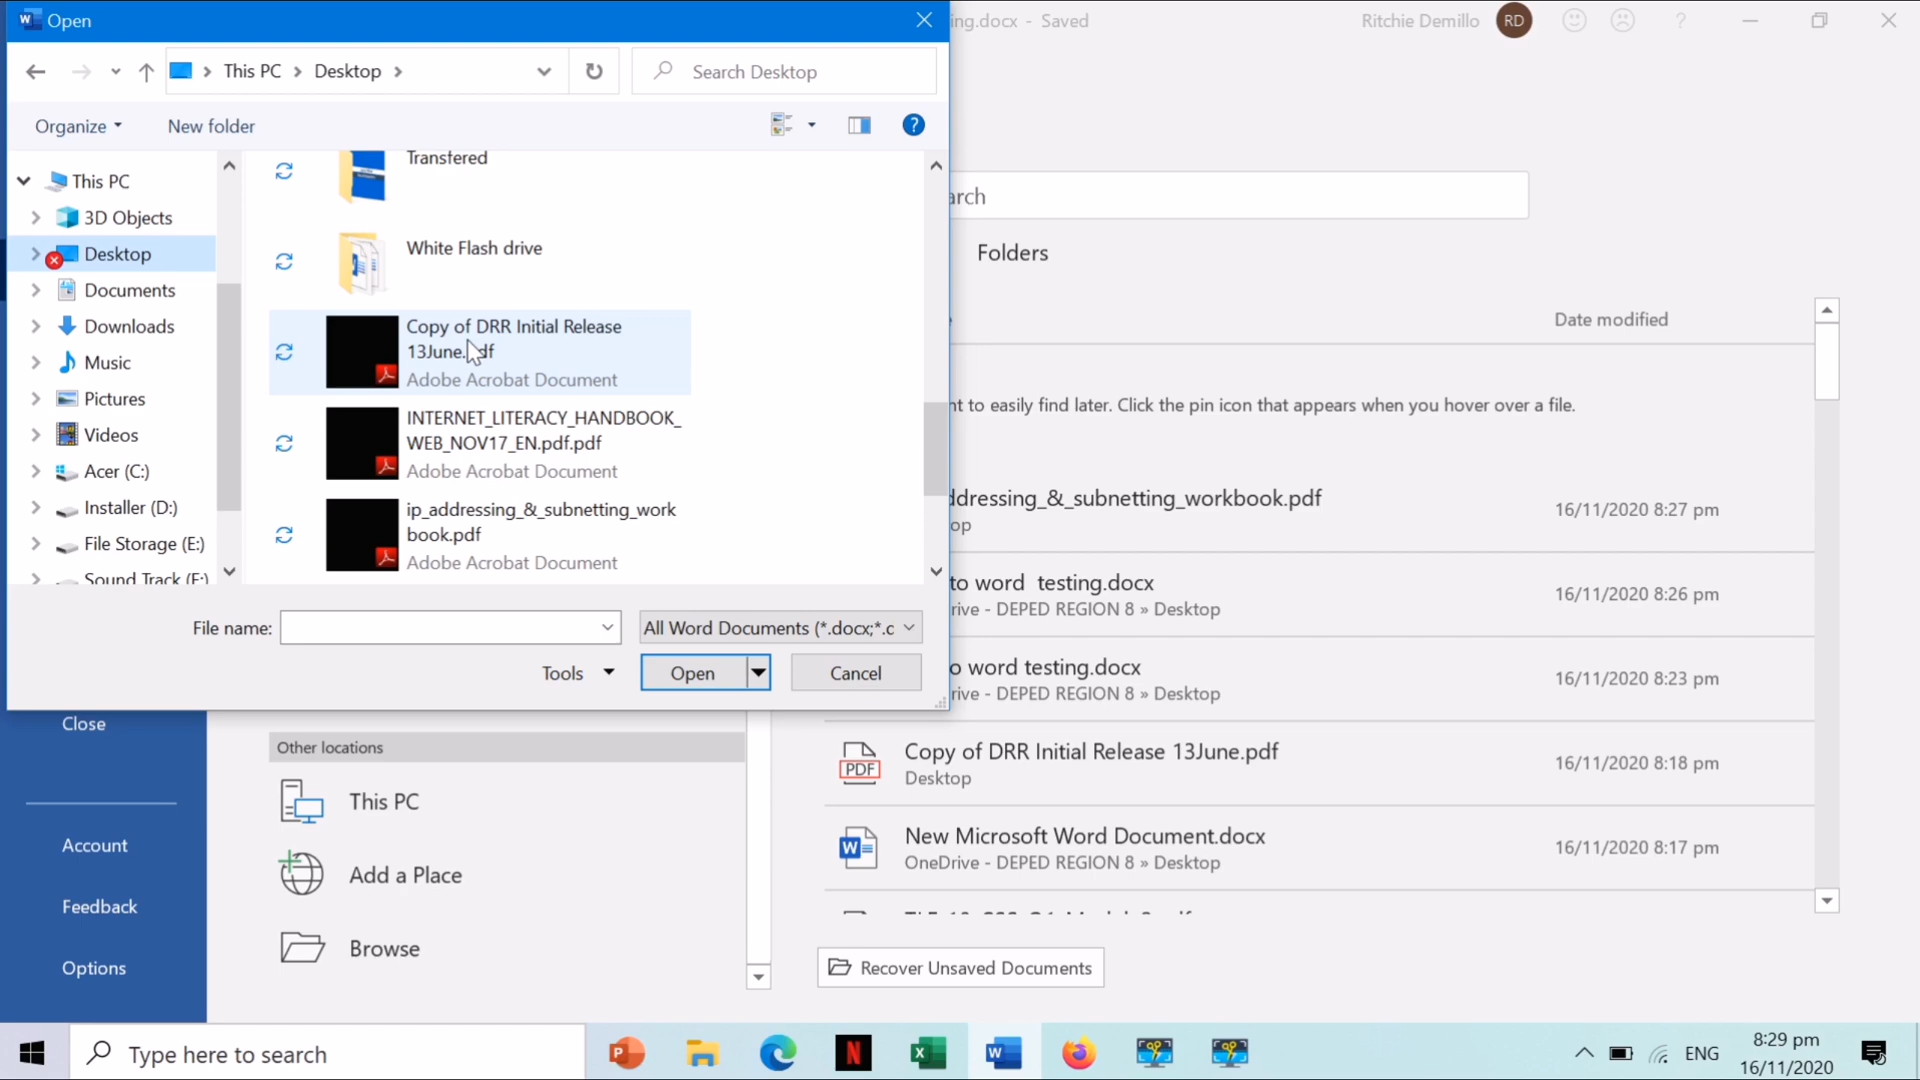 Open
ing.docx - Saved
Ritchie Demillo
RD
This PC
Desktop
Search Desktop
Organize
New folder
This PC
3D Objects
Desktop
Documents
Downloads
Music
Pictures
Videos
Acer (C:)
Installer (D:)
File Storage (E:)
Sound Track (F:)
Transfered
White Flash drive
Copy of DRR Initial Release
13June.pdf
Adobe Acrobat Document
INTERNET_LITERACY_HANDBOOK_
WEB_NOV17_EN.pdf.pdf
Adobe Acrobat Document
ip_addressing_&_subnetting_work
book.pdf
Adobe Acrobat Document
File name:
All Word Documents (*.docx;*.c
Tools
Open
Cancel
arch
Folders
Date modified
nt to easily find later. Click the pin icon that appears when you hover over a file.
ddressing_&_subnetting_workbook.pdf
op
16/11/2020 8:27 pm
to word testing.docx
rive - DEPED REGION 8 » Desktop
16/11/2020 8:26 pm
o word testing.docx
rive - DEPED REGION 8 » Desktop
16/11/2020 8:23 pm
PDF
Copy of DRR Initial Release 13June.pdf
Desktop
16/11/2020 8:18 pm
New Microsoft Word Document.docx
OneDrive - DEPED REGION 8 » Desktop
16/11/2020 8:17 pm
Recover Unsaved Documents
Close
Account
Feedback
Options
Other locations
This PC
Add a Place
Browse
Type here to search
ENG
8:29 pm
16/11/2020